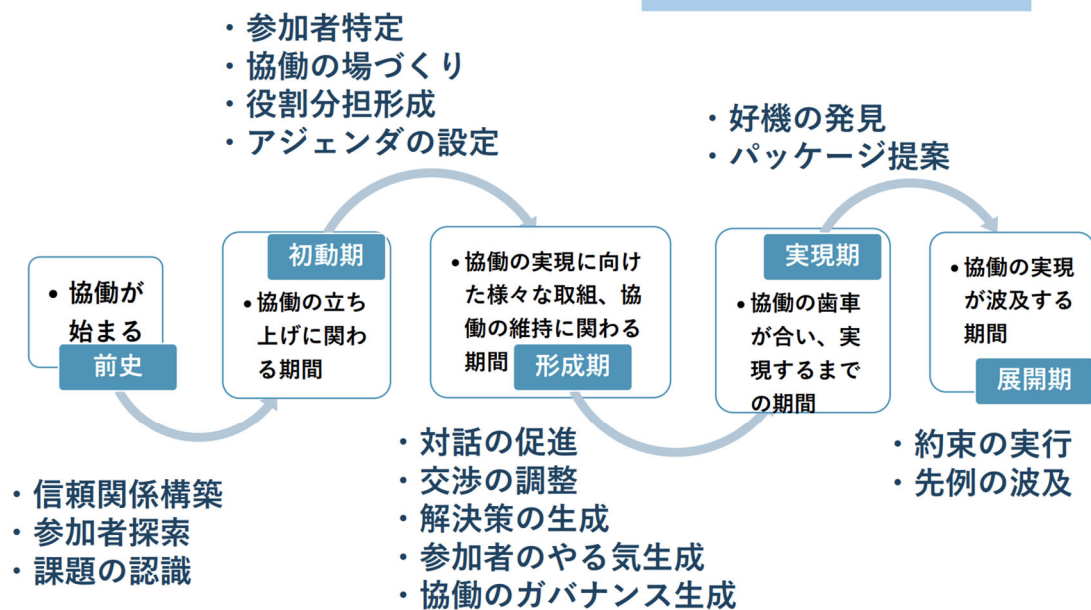 ・参加者特定
・協働の場づくり
・役割分担形成
・アジェンダの設定
・好機の発見
・パッケージ提案
• 協働が
始まる
前史
初動期
• 協働の立ち
上げに関わ
る期間
• 協働の実現に向け
た様々な取組、協
働の維持に関わる
期間
形成期
実現期
• 協働の歯車
が合い、実
現するまで
の期間
• 協働の実現
が波及する
期間
展開期
・信頼関係構築
・参加者探索
・課題の認識
・対話の促進
・交渉の調整
・解決策の生成
・参加者のやる気生成
・協働のガバナンス生成
・約束の実行
・先例の波及